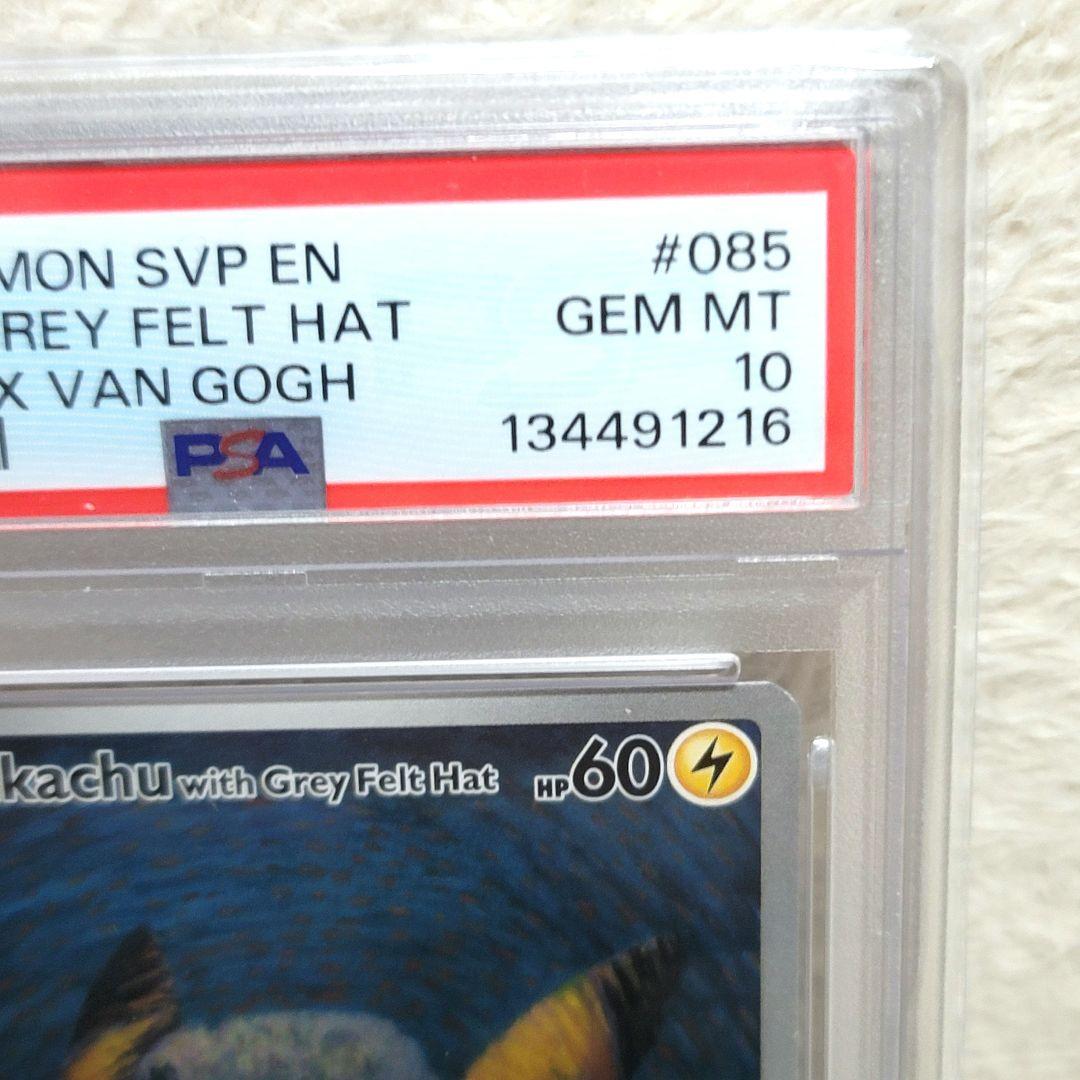 MON SVP EN #085
REY FELT HAT GEM MT
X VAN GOGH 10
PSA 134491216
kachu with Grey Felt Hat HP60